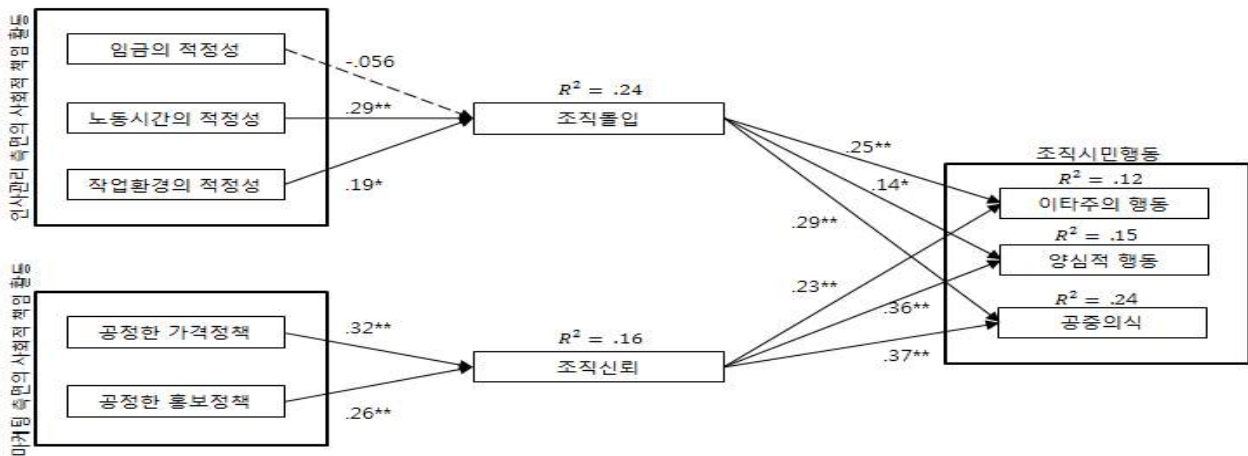 인사관리 측면의 사회적 책임 활동
임금의 적정성
노동시간의 적정성
작업환경의 적정성
-.056
.29**
.19*
R² = .24
조직몰입
마케팅 측면의 사회적 책임 활동
공정한 가격정책
공정한 홍보정책
.32**
.26**
R² = .16
조직신뢰
.25**
.14*
.29**
.23**
.36**
.37**
조직시민행동
R² = .12
이타주의 행동
R² = .15
양심적 행동
R² = .24
공중의식